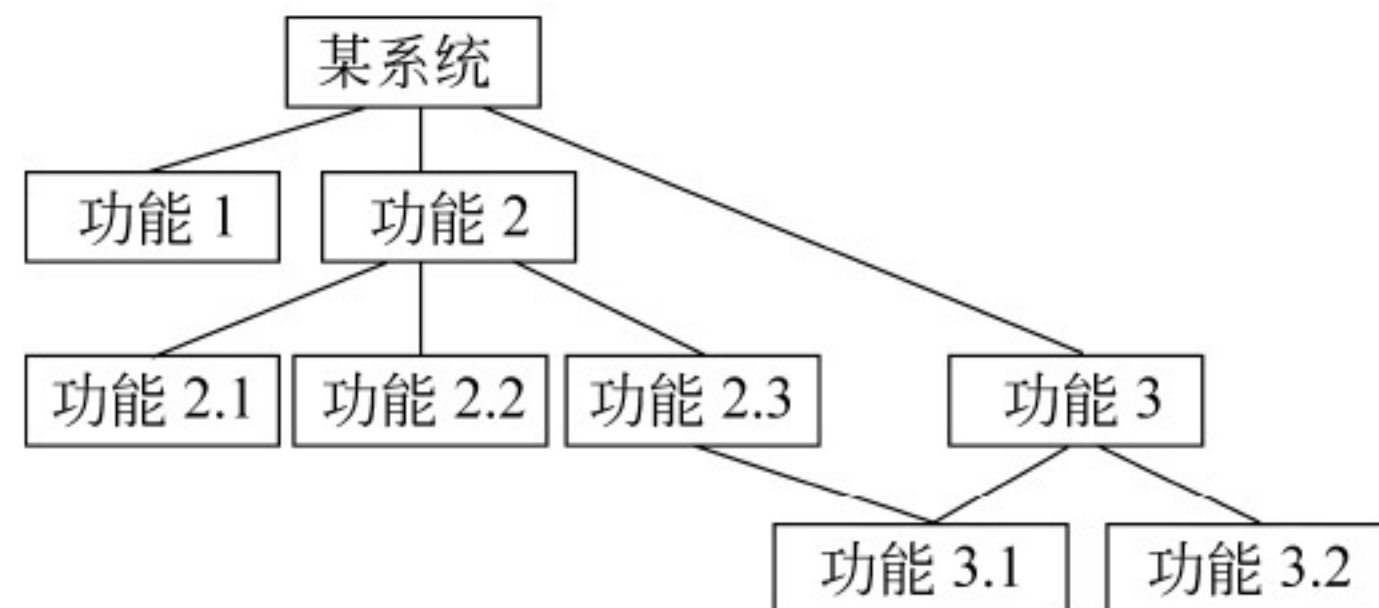 某系统
功能 1
功能 2
功能 2.1
功能 2.2
功能 2.3
功能 3
功能 3.1
功能 3.2